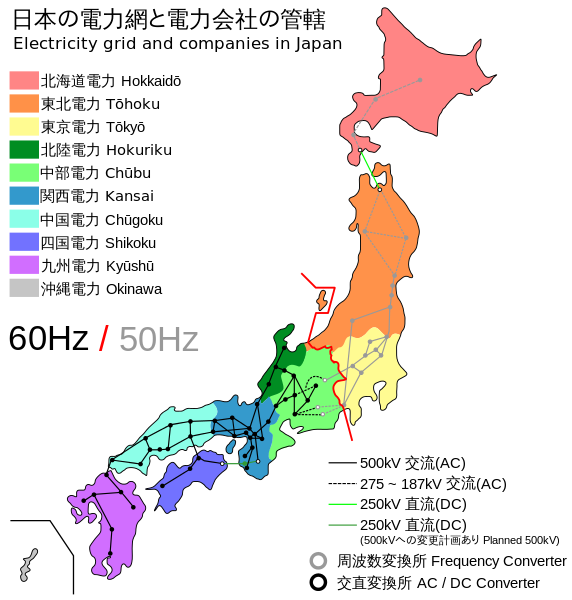 日本の電力網と電力会社の管轄
Electricity grid and companies in Japan
北海道電力 Hokkaidō
東北電力 Tōhoku
東京電力 Tōkyō
北陸電力 Hokuriku
中部電力 Chūbu
関西電力 Kansai
中国電力 Chūgoku
四国電力 Shikoku
九州電力 Kyūshū
沖縄電力 Okinawa
60Hz / 50Hz
500kV 交流(AC)
275 ~ 187kV 交流(AC)
250kV 直流(DC)
250kV 直流(DC)
(500kVへの変更計画あり Planned 500kV)
周波数変換所 Frequency Converter
交直変換所 AC / DC Converter